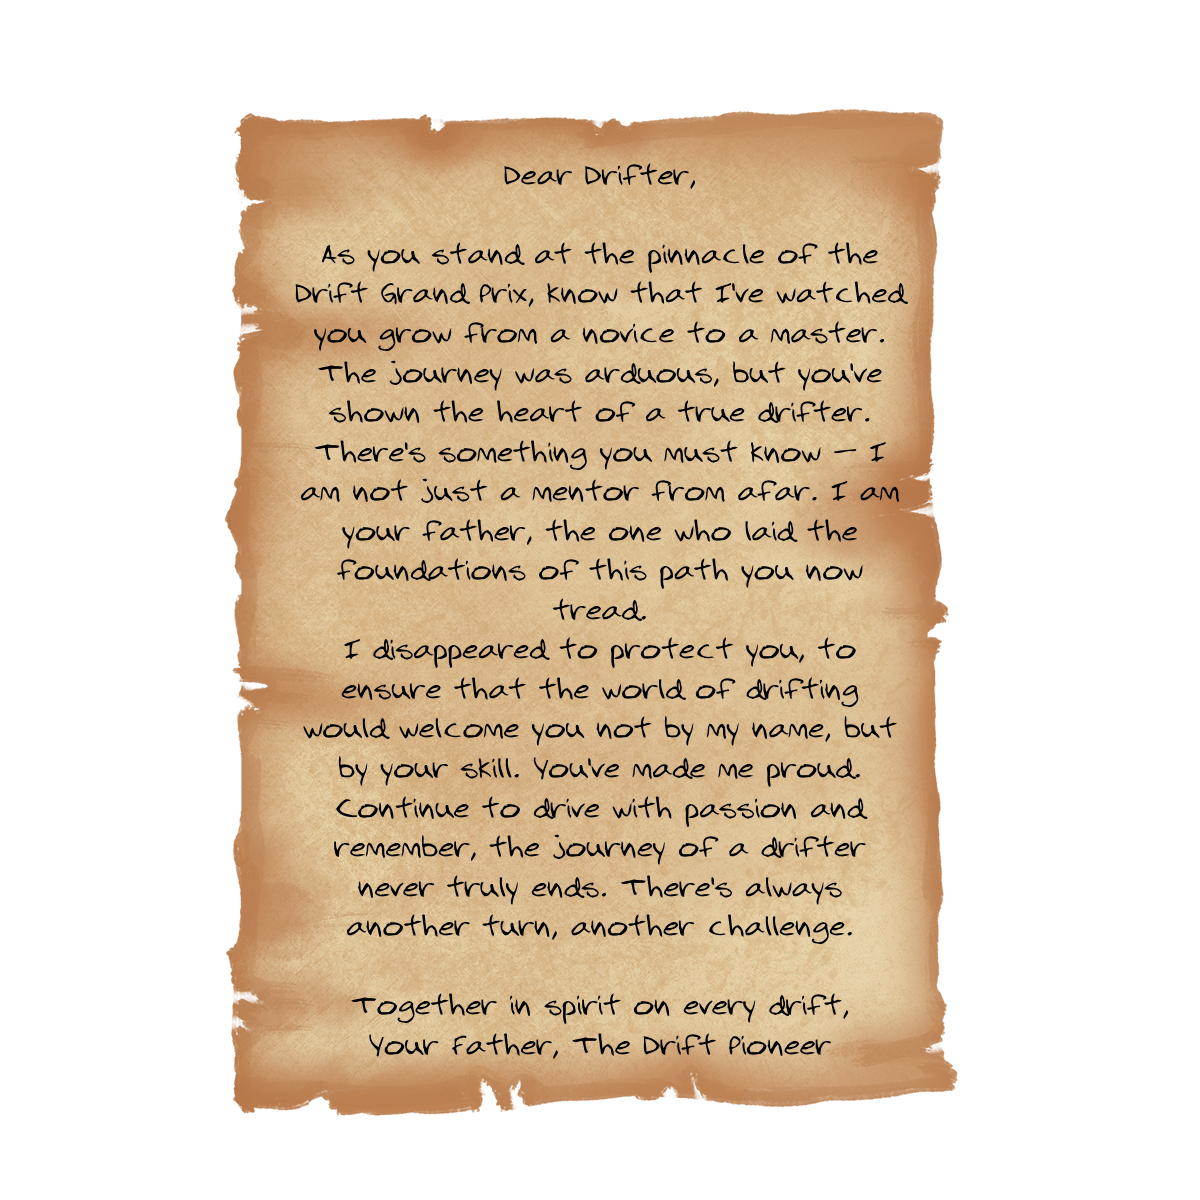 Dear Drifter,
As you stand at the pinnacle of the
Drift Grand Prix, know that I've watched
you grow from a novice to a master.
The journey was arduous, but you've
shown the heart of a true drifter.
There's something you must know – I
am not just a mentor from afar. I am
your father, the one who laid the
foundations of this path you now
tread.
I disappeared to protect you, to
ensure that the world of drifting
would welcome you not by my name, but
by your skill. You've made me proud.
Continue to drive with passion and
remember, the journey of a drifter
never truly ends. There's always
another turn, another challenge.
Together in spirit on every drift,
Your Father, The Drift Pioneer